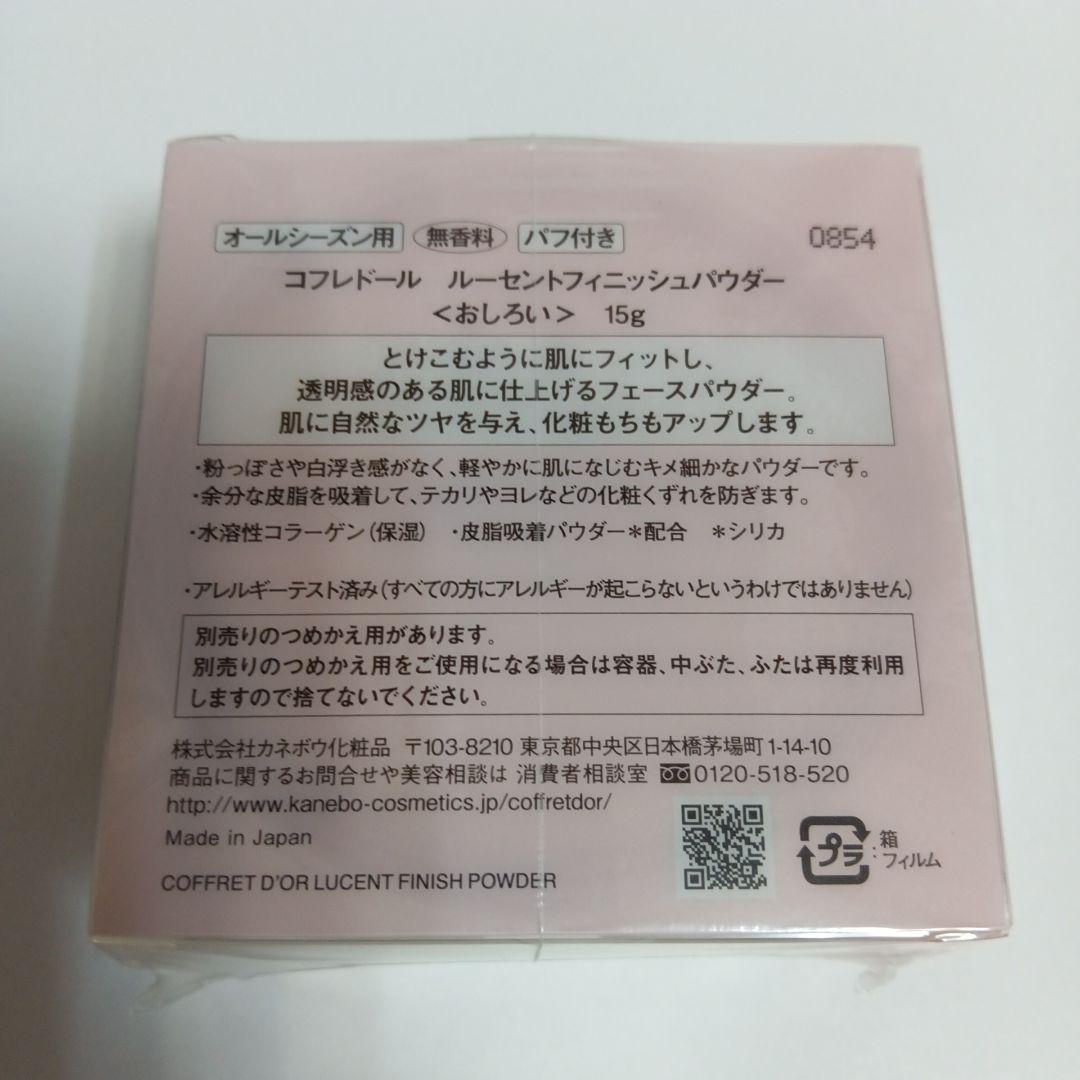 オールシーズン用 無香料 パフ付き 0854
コフレドール ルーセントフィニッシュパウダー
＜おしろい＞ 15g
とけこむように肌にフィットし、
透明感のある肌に仕上げるフェースパウダー。
肌に自然なツヤを与え、化粧もちもアップします。
・粉っぽさや白浮き感がなく、軽やかに肌になじむキメ細かなパウダーです。
・余分な皮脂を吸着して、テカリやヨレなどの化粧くずれを防ぎます。
・水溶性コラーゲン（保湿） ・皮脂吸着パウダー＊配合 ＊シリカ
・アレルギーテスト済み（すべての方にアレルギーが起こらないというわけではありません）
別売りのつめかえ用があります。
別売りのつめかえ用をご使用になる場合は容器、中ぶた、ふたは再度利用
しますので捨てないでください。
株式会社カネボウ化粧品 〒103-8210 東京都中央区日本橋茅場町1-14-10
商品に関するお問合せや美容相談は 消費者相談室 0120-518-520
http://www.kanebo-cosmetics.jp/coffretdor/
Made in Japan
プラ : 箱
フィルム
COFFRET D'OR LUCENT FINISH POWDER